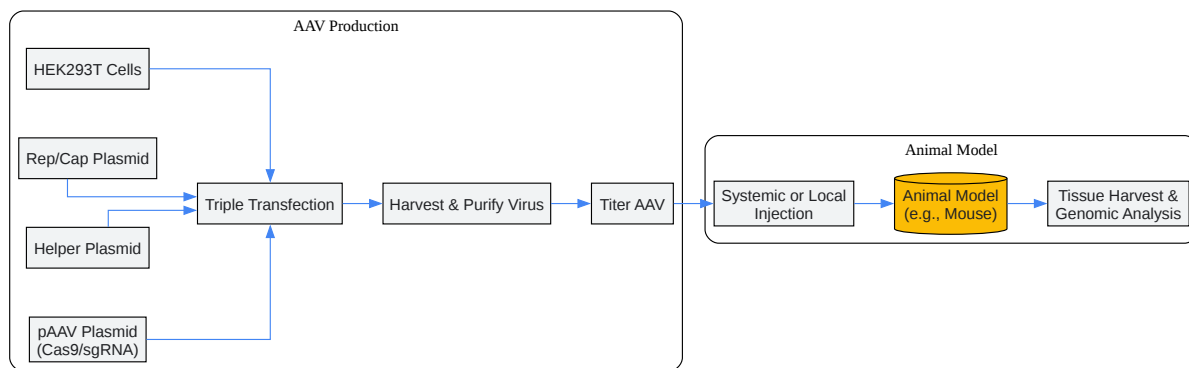 AAV Production
HEK293T Cells
Rep/Cap Plasmid
Helper Plasmid
pAAV Plasmid
(Cas9/sgRNA)
Triple Transfection
Harvest & Purify Virus
Titer AAV
Animal Model
Systemic or Local
Injection
Animal Model
(e.g., Mouse)
Tissue Harvest &
Genomic Analysis